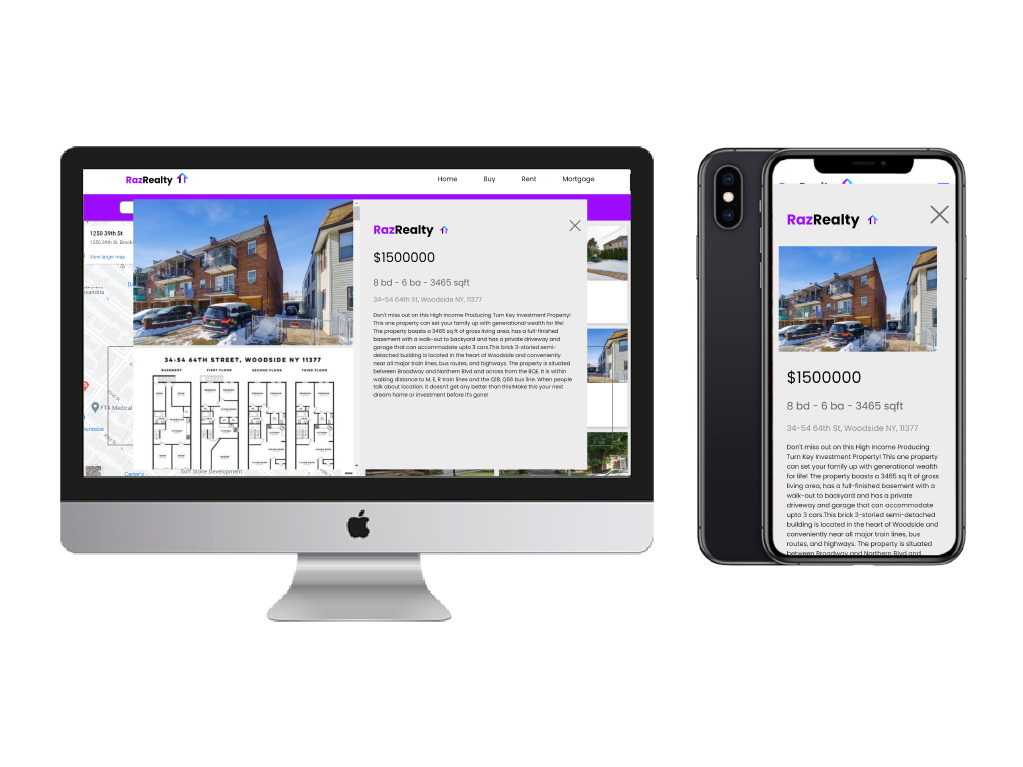 RazRealty
Home Buy Rent Mortgage
1250 39th St
1250 39th St, Brook
View larger map
FTA Medical
Carter's
Soft Stone Development
34-54 64TH STREET, WOODSIDE NY 11377
BASEMENT FIRST FLOOR SECOND FLOOR THIRD FLOOR
RazRealty
$1500000
8 bd - 6 ba - 3465 sqft
34-54 64th St, Woodside NY, 11377
Don't miss out on this High Income Producing Turn Key Investment Property!
This one property can set your family up with generational wealth for life!
The property boasts a 3465 sq ft of gross living area, has a full-finished
basement with a walk-out to backyard and has a private driveway and
garage that can accommodate upto 3 cars.This brick 3-storied semi-
detached building is located in the heart of Woodside and conveniently
near all major train lines, bus routes, and highways. The property is situated
between Broadway and Northern Blvd and across from the BQE. It is within
walking distance to M, E, R train lines and the Q18, Q66 bus line. When people
talk about location, it doesn't get any better than this!Make this your next
dream home or investment before it's gone!
RazRealty
$1500000
8 bd - 6 ba - 3465 sqft
34-54 64th St, Woodside NY, 11377
Don't miss out on this High Income Producing
Turn Key Investment Property! This one property
can set your family up with generational wealth
for life! The property boasts a 3465 sq ft of gross
living area, has a full-finished basement with a
walk-out to backyard and has a private
driveway and garage that can accommodate
upto 3 cars.This brick 3-storied semi-detached
building is located in the heart of Woodside and
conveniently near all major train lines, bus
routes, and highways. The property is situated
between Broadway and Northern Blvd and